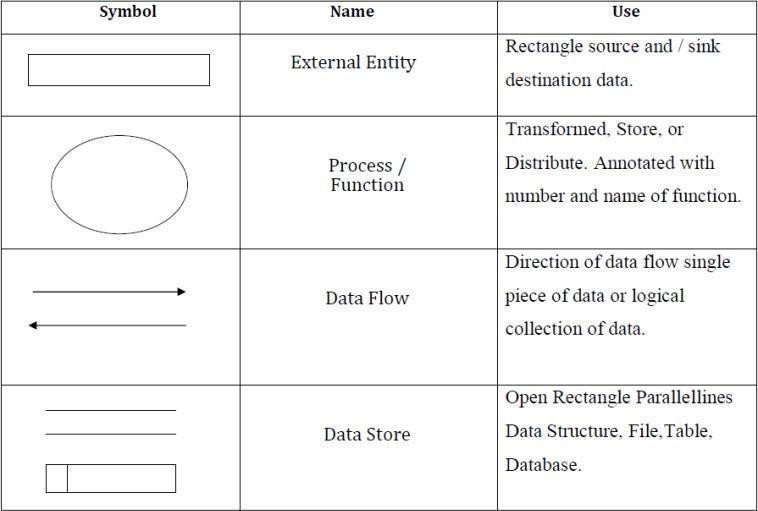 Symbol Name Use
External Entity
Rectangle source and / sink
destination data.
Process /
Function
Transformed, Store, or
Distribute. Annotated with
number and name of function.
Data Flow
Direction of data flow single
piece of data or logical
collection of data.
Data Store
Open Rectangle Parallellines
Data Structure, File,Table,
Database.